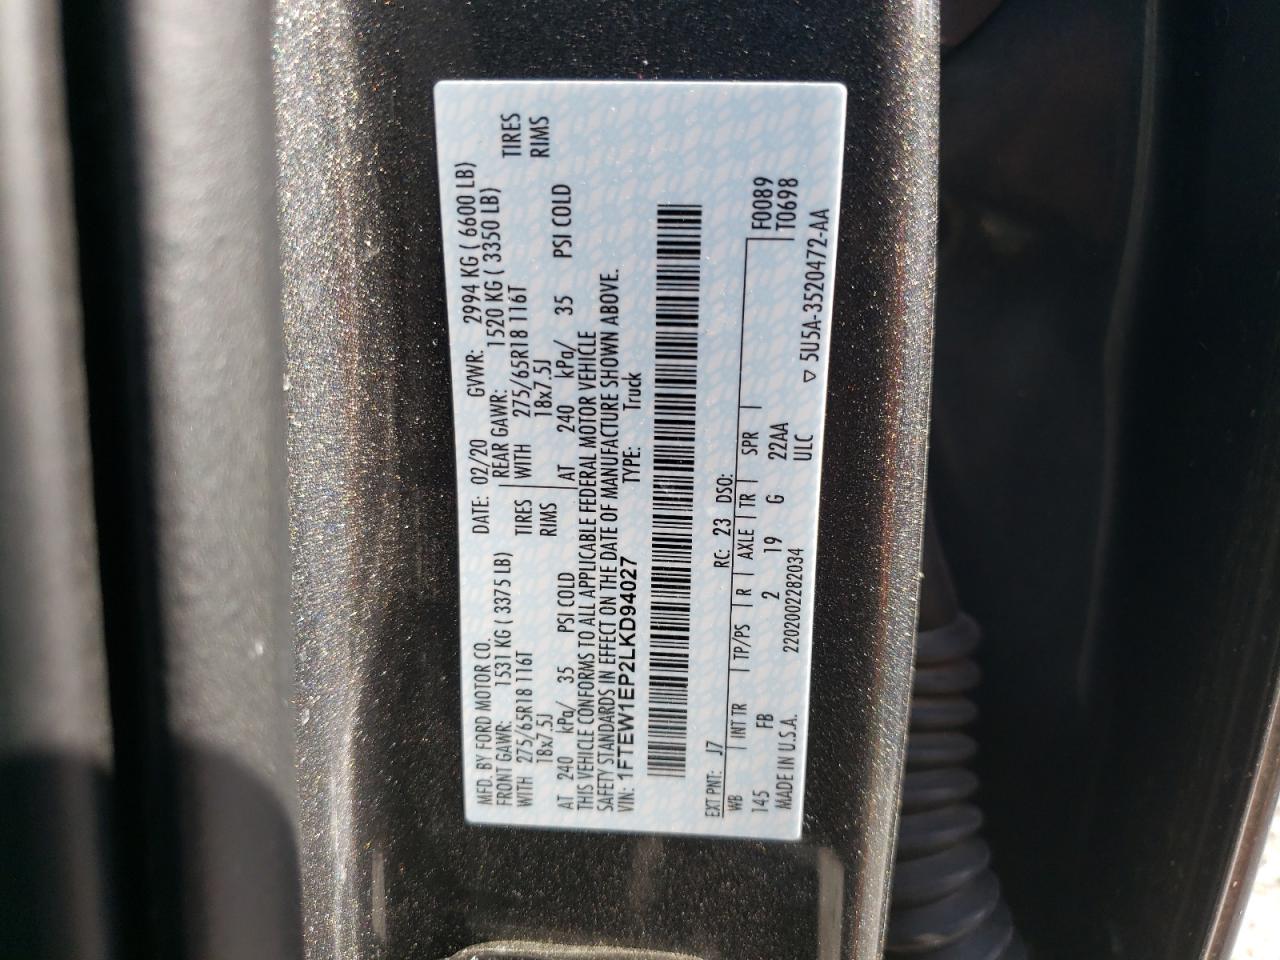 MFD. BY FORD MOTOR CO. DATE: 02/20 GVWR: 2994 KG ( 6600 LB)
FRONT GAWR: 1531 KG ( 3375 LB) REAR GAWR: 1520 KG ( 3350 LB)
WITH 275/65R18 116T TIRES WITH 275/65R18 116T TIRES
18x7.5J RIMS 18x7.5J RIMS
AT 240 kPa/ 35 PSI COLD AT 240 kPa/ 35 PSI COLD
THIS VEHICLE CONFORMS TO ALL APPLICABLE FEDERAL MOTOR VEHICLE
SAFETY STANDARDS IN EFFECT ON THE DATE OF MANUFACTURE SHOWN ABOVE.
VIN: 1FTEW1EP2LKD94027 TYPE: Truck
EXT PNT: J7 RC: 23 DSO:
WB INT TR TP/PS R AXLE TR SPR F0089
145 FB 2 19 G 22AA T0698
MADE IN U.S.A. 2202002282034 ULC ▽ 5U5A-3520472-AA